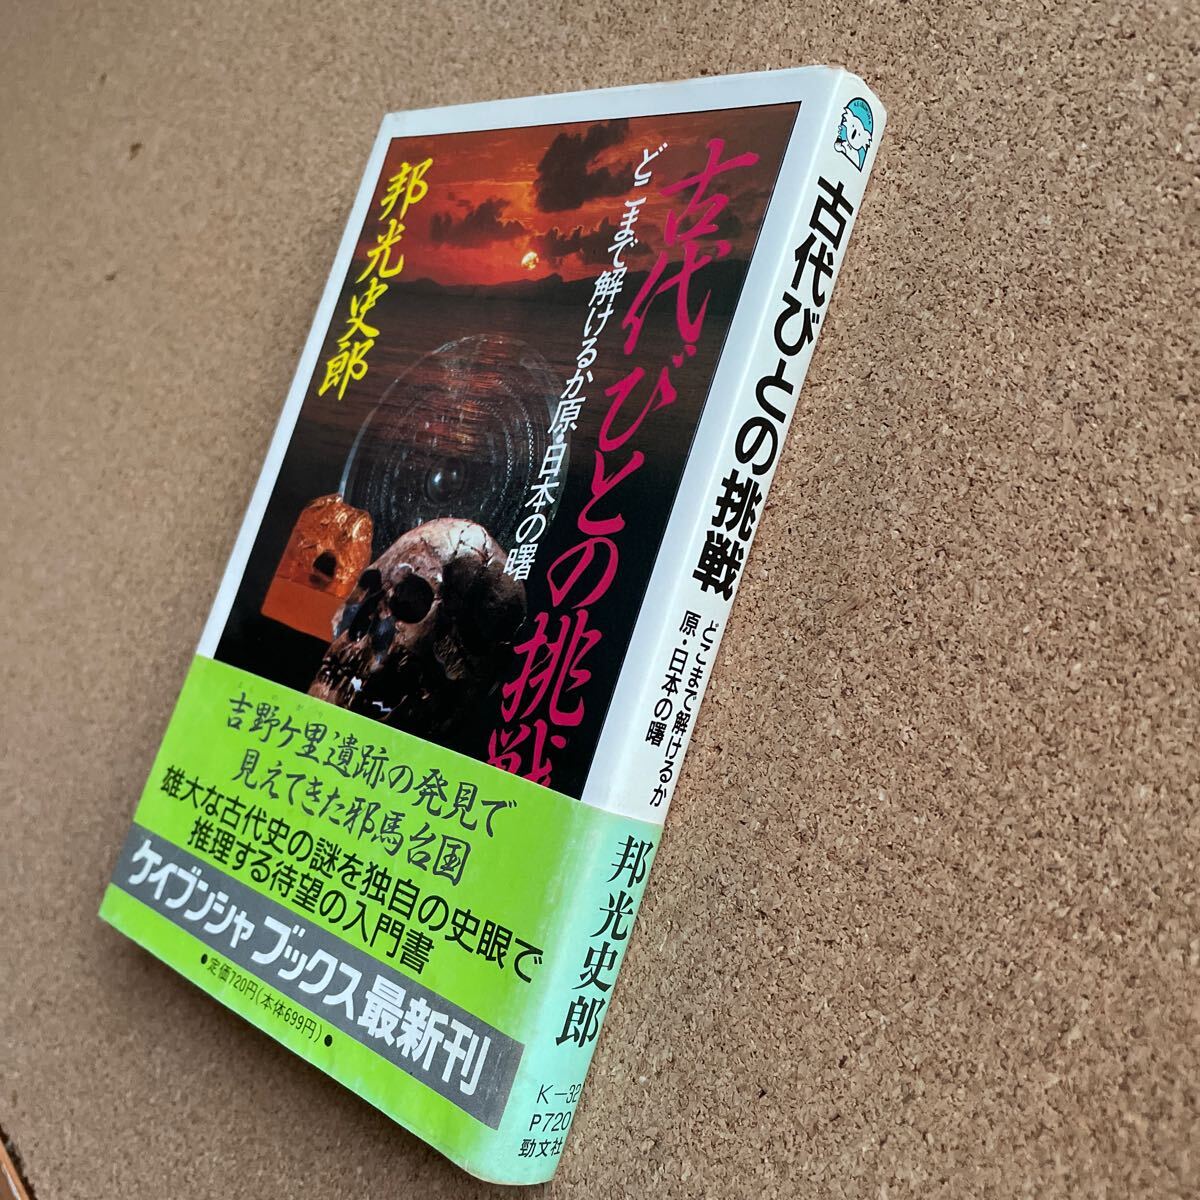 古代びとの挑戦
どこまで解けるか原・日本の曙
邦光史郎
吉野ヶ里遺跡の発見で
見えてきた邪馬台国
雄大な古代史の謎を独自の史眼で
推理する待望の入門書
ケイブンシャブックス最新刊
●定価720円(本体699円)●
古代びとの挑戦
どこまで解けるか
原・日本の曙
邦光史郎
K-32
P720
勁文社